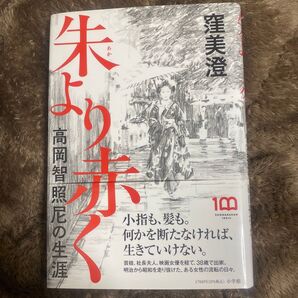 窪美澄
朱より赤く
あか
高岡智照尼の生涯
小指も、髪も。
何かを断たなければ、
生きていけない。
芸妓、社長夫人、映画女優を経て、38歳で出家。
明治から昭和を走り抜けた、ある女性の流転の日々。
100
小学館